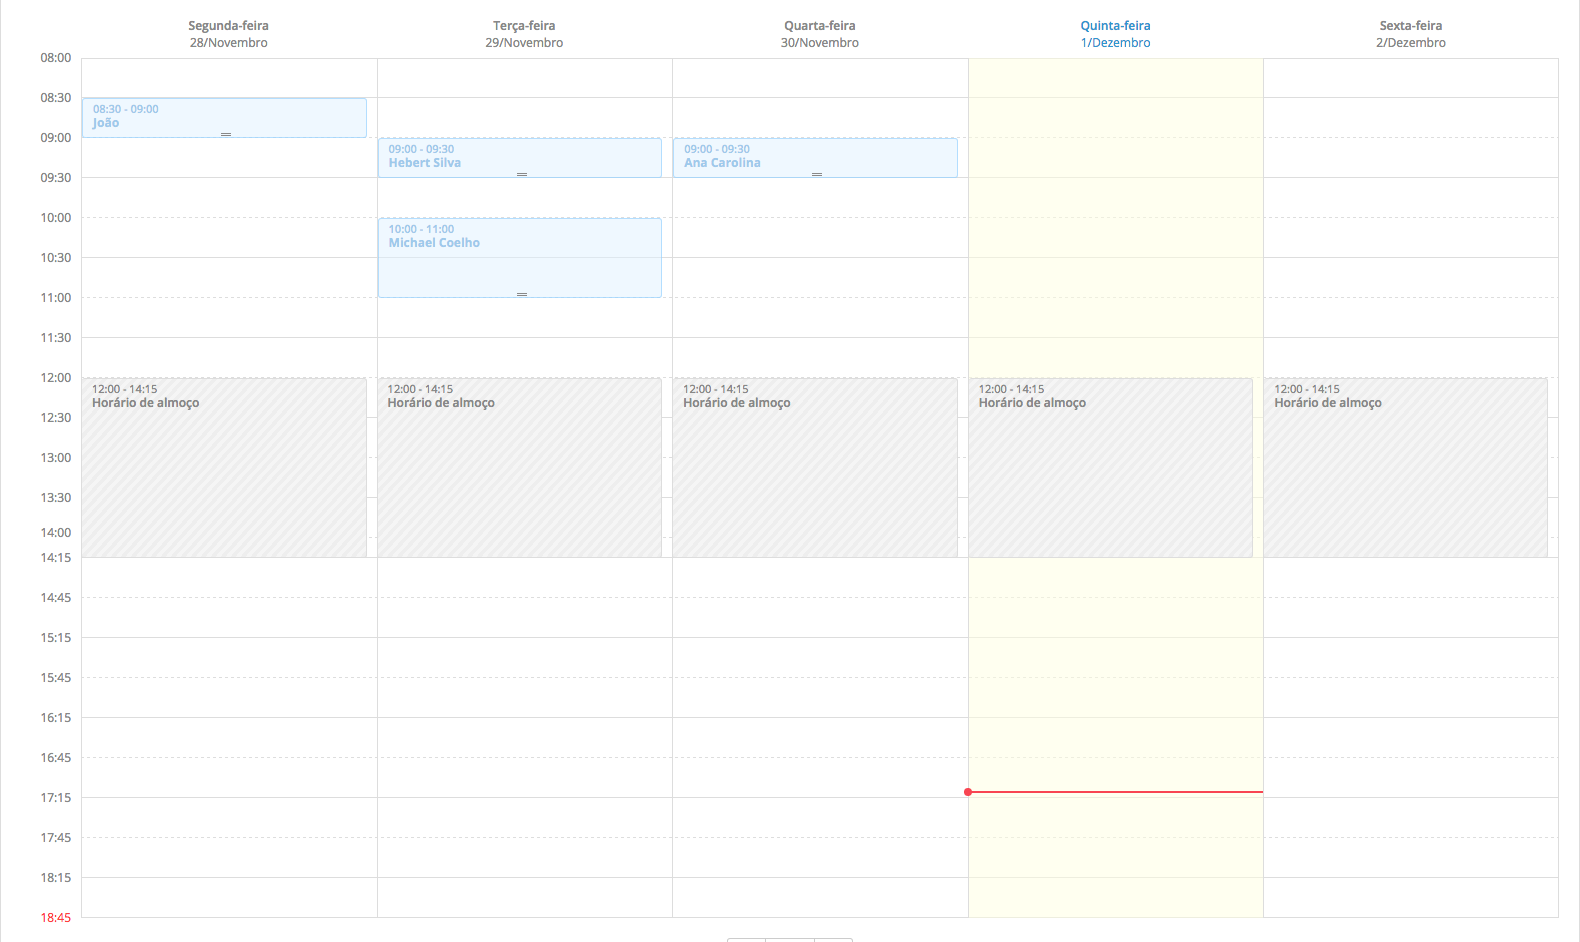 Segunda-feira
28/Novembro
Terça-feira
29/Novembro
Quarta-feira
30/Novembro
Quinta-feira
1/Dezembro
Sexta-feira
2/Dezembro
08:00
08:30
08:30 - 09:00
João
09:00
09:00 - 09:30
Hebert Silva
09:00 - 09:30
Ana Carolina
09:30
10:00
10:00 - 11:00
Michael Coelho
10:30
11:00
11:30
12:00
12:00 - 14:15
Horário de almoço
12:00 - 14:15
Horário de almoço
12:00 - 14:15
Horário de almoço
12:00 - 14:15
Horário de almoço
12:00 - 14:15
Horário de almoço
12:30
13:00
13:30
14:00
14:15
14:45
15:15
15:45
16:15
16:45
17:15
17:45
18:15
18:45